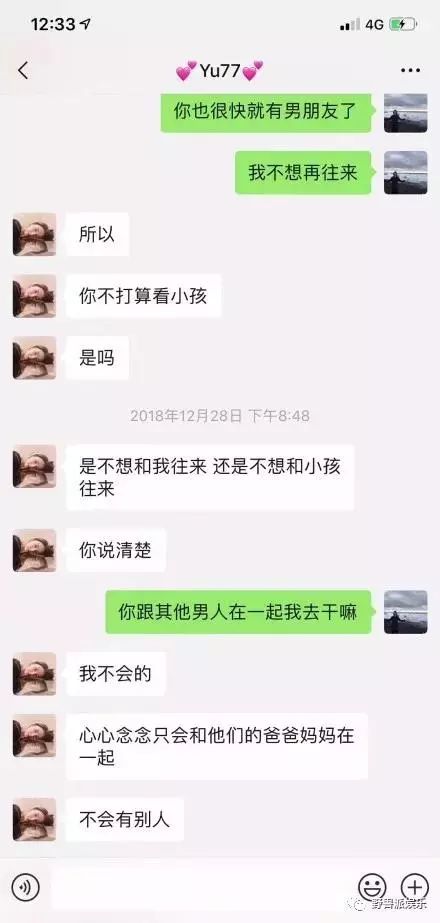 12:33
4G
💕Yu77💕
你也很快就有男朋友了
我不想再往来
所以
你不打算看小孩
是吗
2018年12月28日 下午8:48
是不想和我往来 还是不想和小孩
往来
你说清楚
你跟其他男人在一起我去干嘛
我不会的
心心念念只会和他们的爸爸妈妈在
一起
不会有别人
野兽派娱乐